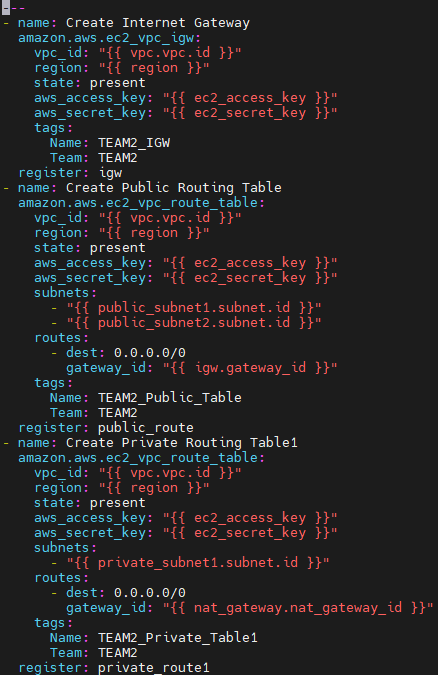 ---
- name: Create Internet Gateway
  amazon.aws.ec2_vpc_igw:
    vpc_id: "{{ vpc.vpc.id }}"
    region: "{{ region }}"
    state: present
    aws_access_key: "{{ ec2_access_key }}"
    aws_secret_key: "{{ ec2_secret_key }}"
    tags:
      Name: TEAM2_IGW
      Team: TEAM2
  register: igw
- name: Create Public Routing Table
  amazon.aws.ec2_vpc_route_table:
    vpc_id: "{{ vpc.vpc.id }}"
    region: "{{ region }}"
    state: present
    aws_access_key: "{{ ec2_access_key }}"
    aws_secret_key: "{{ ec2_secret_key }}"
    subnets:
      - "{{ public_subnet1.subnet.id }}"
      - "{{ public_subnet2.subnet.id }}"
    routes:
      - dest: 0.0.0.0/0
        gateway_id: "{{ igw.gateway_id }}"
    tags:
      Name: TEAM2_Public_Table
      Team: TEAM2
  register: public_route
- name: Create Private Routing Table1
  amazon.aws.ec2_vpc_route_table:
    vpc_id: "{{ vpc.vpc.id }}"
    region: "{{ region }}"
    state: present
    aws_access_key: "{{ ec2_access_key }}"
    aws_secret_key: "{{ ec2_secret_key }}"
    subnets:
      - "{{ private_subnet1.subnet.id }}"
    routes:
      - dest: 0.0.0.0/0
        gateway_id: "{{ nat_gateway.nat_gateway_id }}"
    tags:
      Name: TEAM2_Private_Table1
      Team: TEAM2
  register: private_route1